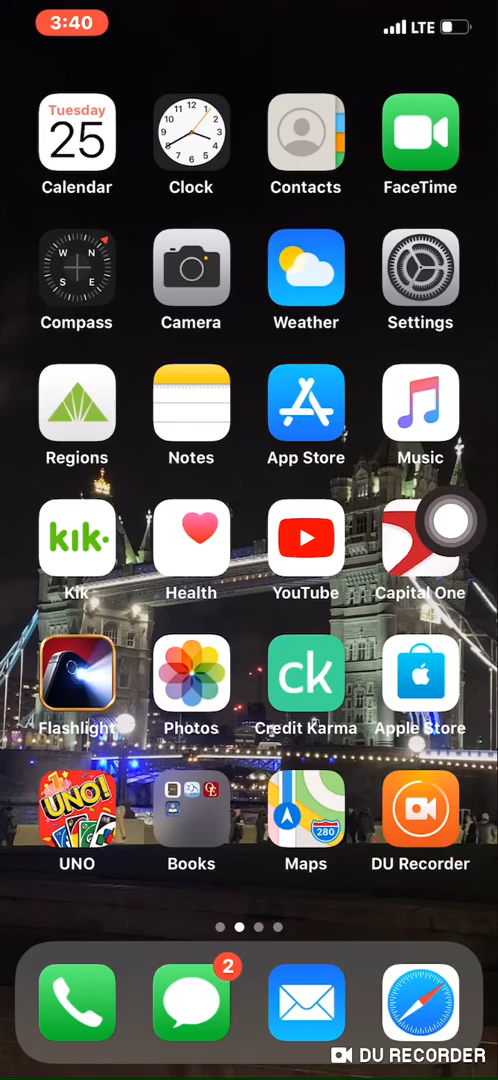 3:40
LTE
Tuesday
25
Calendar
Clock
Contacts
FaceTime
Compass
Camera
Weather
Settings
Regions
Notes
App Store
Music
kik·
Kik
Health
YouTube
Capital One
ck
Flashlight
Photos
Credit Karma
Apple Store
UNO!
280
UNO
Books
Maps
DU Recorder
2
DU RECORDER